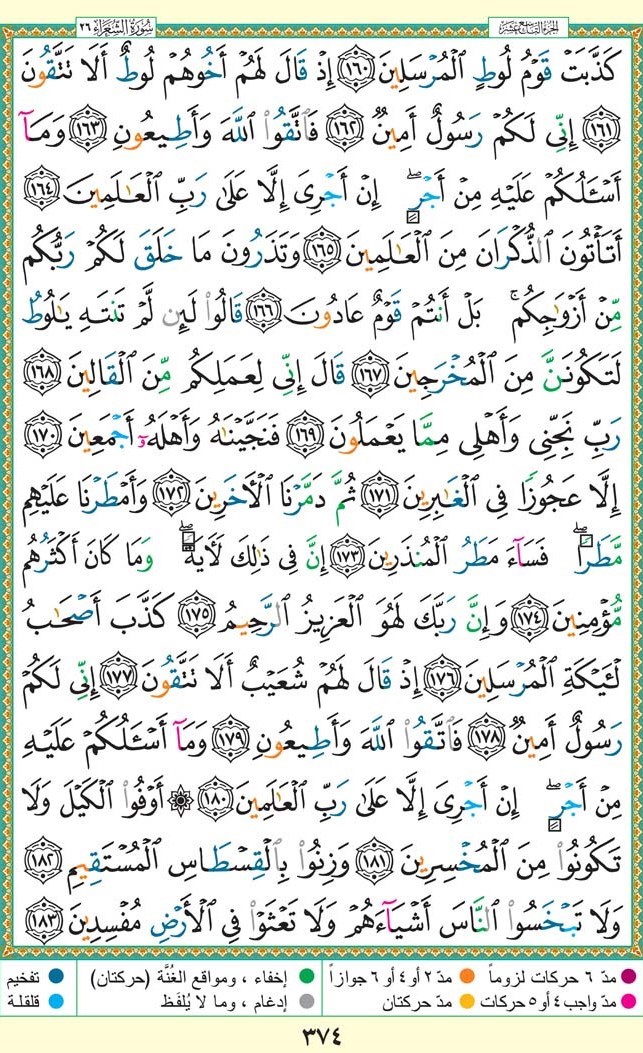 الجزء التاسع عشر
سُورَةُ الشُّعَرَاءِ ٢٦
كَذَّبَتْ قَوْمُ لُوطٍ ٱلْمُرْسَلِينَ ١٦٠ إِذْ قَالَ لَهُمْ أَخُوهُمْ لُوطٌ أَلَا تَتَّقُونَ
١٦١ إِنِّى لَكُمْ رَسُولٌ أَمِينٌ ١٦٢ فَٱتَّقُوا۟ ٱللَّهَ وَأَطِيعُونِ ١٦٣ وَمَآ
أَسْـَٔلُكُمْ عَلَيْهِ مِنْ أَجْرٍ ۖ إِنْ أَجْرِىَ إِلَّا عَلَىٰ رَبِّ ٱلْعَٰلَمِينَ ١٦٤
أَتَأْتُونَ ٱلذُّكْرَانَ مِنَ ٱلْعَٰلَمِينَ ١٦٥ وَتَذَرُونَ مَا خَلَقَ لَكُمْ رَبُّكُم
مِّنْ أَزْوَٰجِكُم ۚ بَلْ أَنتُمْ قَوْمٌ عَادُونَ ١٦٦ قَالُوا۟ لَئِن لَّمْ تَنتَهِ يَٰلُوطُ
لَتَكُونَنَّ مِنَ ٱلْمُخْرَجِينَ ١٦٧ قَالَ إِنِّى لِعَمَلِكُم مِّنَ ٱلْقَالِينَ ١٦٨
رَبِّ نَجِّنِى وَأَهْلِى مِمَّا يَعْمَلُونَ ١٦٩ فَنَجَّيْنَٰهُ وَأَهْلَهُۥٓ أَجْمَعِينَ ١٧٠
إِلَّا عَجُوزًا فِى ٱلْغَٰبِرِينَ ١٧١ ثُمَّ دَمَّرْنَا ٱلْـَٔاخَرِينَ ١٧٢ وَأَمْطَرْنَا عَلَيْهِم
مَّطَرًا ۖ فَسَآءَ مَطَرُ ٱلْمُنذَرِينَ ١٧٣ إِنَّ فِى ذَٰلِكَ لَـَٔايَةً ۖ وَمَا كَانَ أَكْثَرُهُم
مُّؤْمِنِينَ ١٧٤ وَإِنَّ رَبَّكَ لَهُوَ ٱلْعَزِيزُ ٱلرَّحِيمُ ١٧٥ كَذَّبَ أَصْحَٰبُ
لْـَٔيْكَةِ ٱلْمُرْسَلِينَ ١٧٦ إِذْ قَالَ لَهُمْ شُعَيْبٌ أَلَا تَتَّقُونَ ١٧٧ إِنِّى لَكُمْ
رَسُولٌ أَمِينٌ ١٧٨ فَٱتَّقُوا۟ ٱللَّهَ وَأَطِيعُونِ ١٧٩ وَمَآ أَسْـَٔلُكُمْ عَلَيْهِ
مِنْ أَجْرٍ ۖ إِنْ أَجْرِىَ إِلَّا عَلَىٰ رَبِّ ٱلْعَٰلَمِينَ ١٨٠ ۞ أَوْفُوا۟ ٱلْكَيْلَ وَلَا
تَكُونُوا۟ مِنَ ٱلْمُخْسِرِينَ ١٨١ وَزِنُوا۟ بِٱلْقِسْطَاسِ ٱلْمُسْتَقِيمِ ١٨٢
وَلَا تَبْخَسُوا۟ ٱلنَّاسَ أَشْيَآءَهُمْ وَلَا تَعْثَوْا۟ فِى ٱلْأَرْضِ مُفْسِدِينَ ١٨٣
مدّ ٦ حركات لزوماً مدّ ٢ أو ٤ أو ٦ جوازاً إخفاء ، ومواقع الغُنَّة (حركتان) تفخيم
مدّ واجب ٤ أو ٥ حركات مدّ حركتان إدغام ، وما لا يُلفَظ قلقلة
٣٧٤